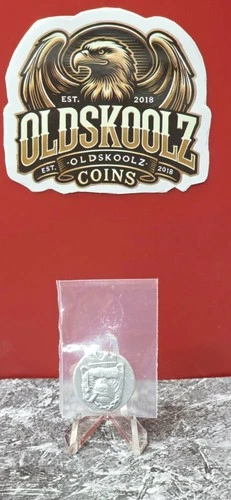 EST. 2018
OLDSKOOLZ
EST. ·OLDSKOOLZ· 2018
COINS